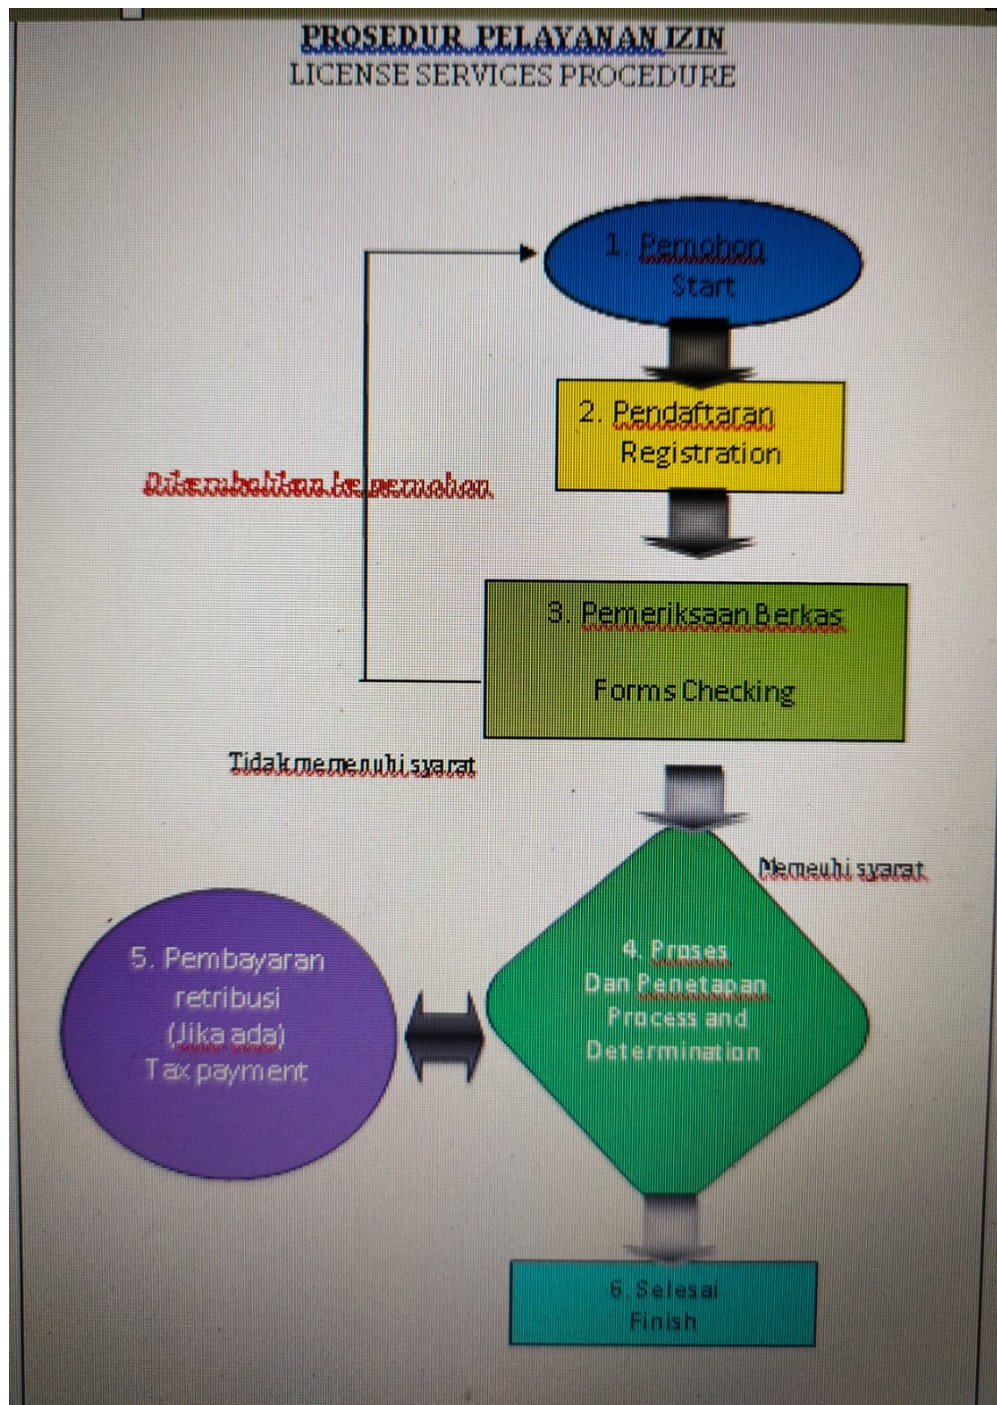 PROSEDUR PELAYANAN IZIN
LICENSE SERVICES PROCEDURE
1. Pemohon
Start
2. Pendaftaran
Registration
Dikembalikan ke pemohon
3. Pemeriksaan Berkas
Forms Checking
Tidak memenuhi syarat
Memeuhi syarat
4. Proses
Dan Penetapan
Process and
Determination
5. Pembayaran
retribusi
(Jika ada)
Tax payment
6. Selesai
Finish